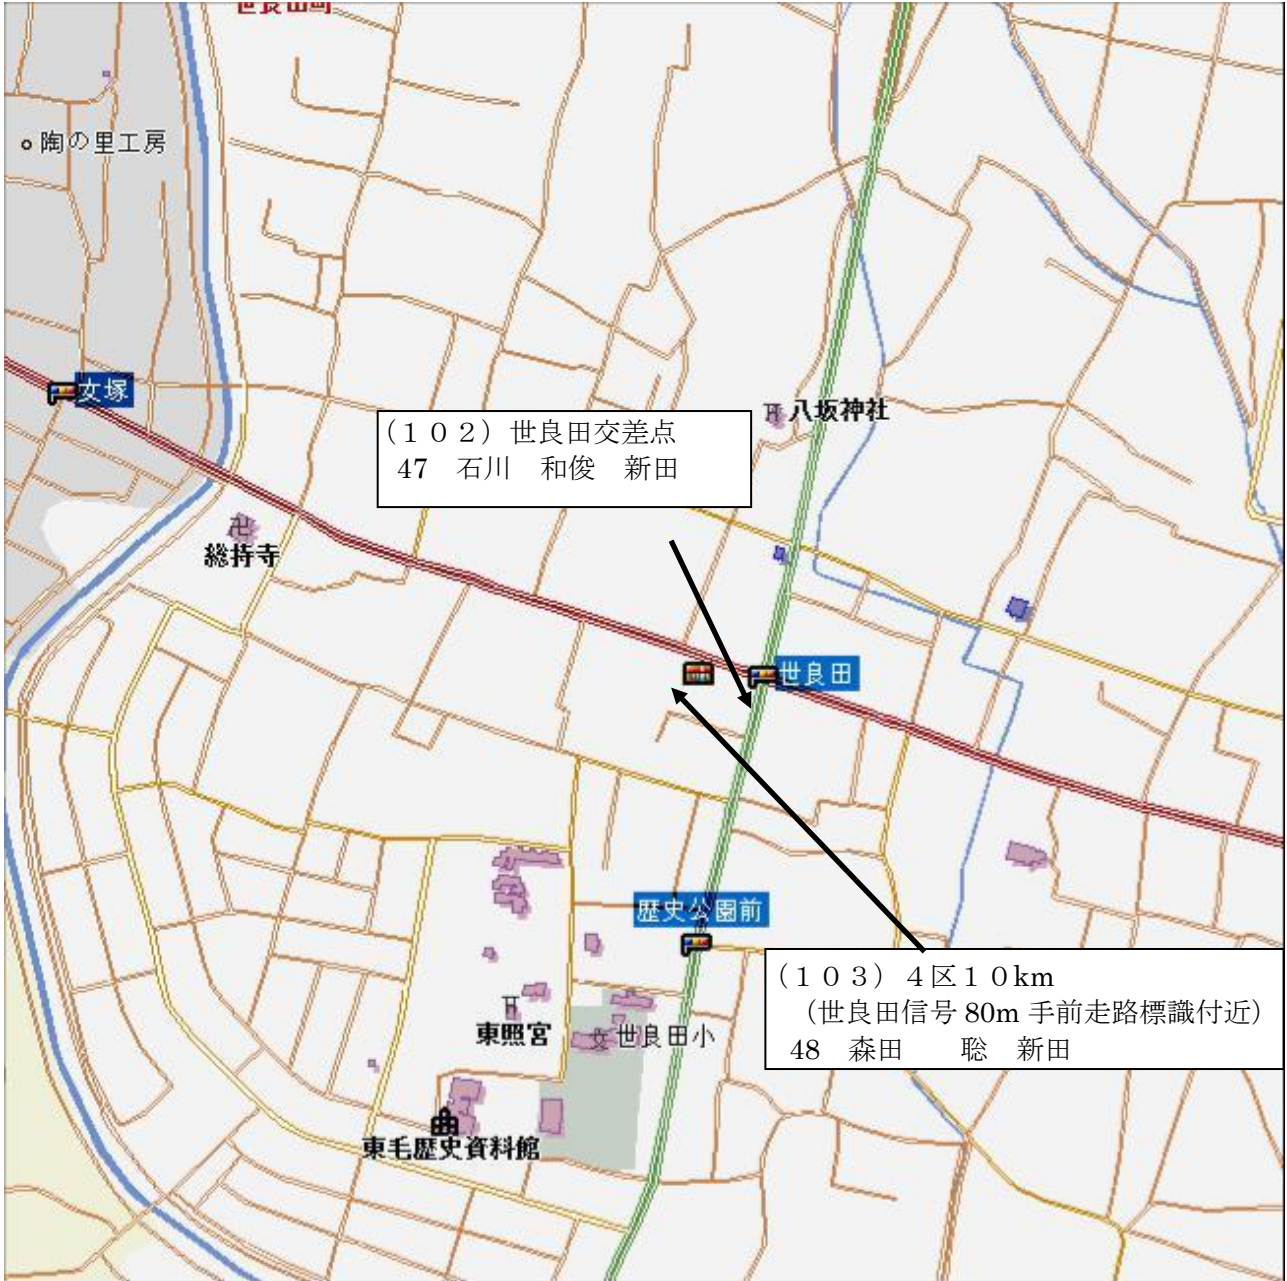 世良田町
陶の里工房
女塚
八坂神社
（１０２）世良田交差点
47　石川　和俊　新田
総持寺
世良田
歴史公園前
（１０３）４区１０km
（世良田信号 80m 手前走路標識付近）
48　森田　　聡　新田
東照宮
文 世良田小
東毛歴史資料館